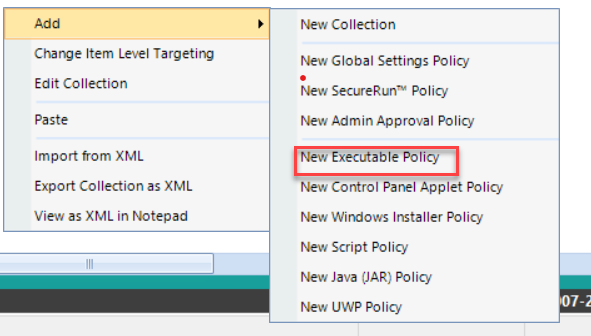 Add
Change Item Level Targeting
Edit Collection
Paste
Import from XML
Export Collection as XML
View as XML in Notepad
New Collection
New Global Settings Policy
New SecureRun™ Policy
New Admin Approval Policy
New Executable Policy
New Control Panel Applet Policy
New Windows Installer Policy
New Script Policy
New Java (JAR) Policy
New UWP Policy
007-2